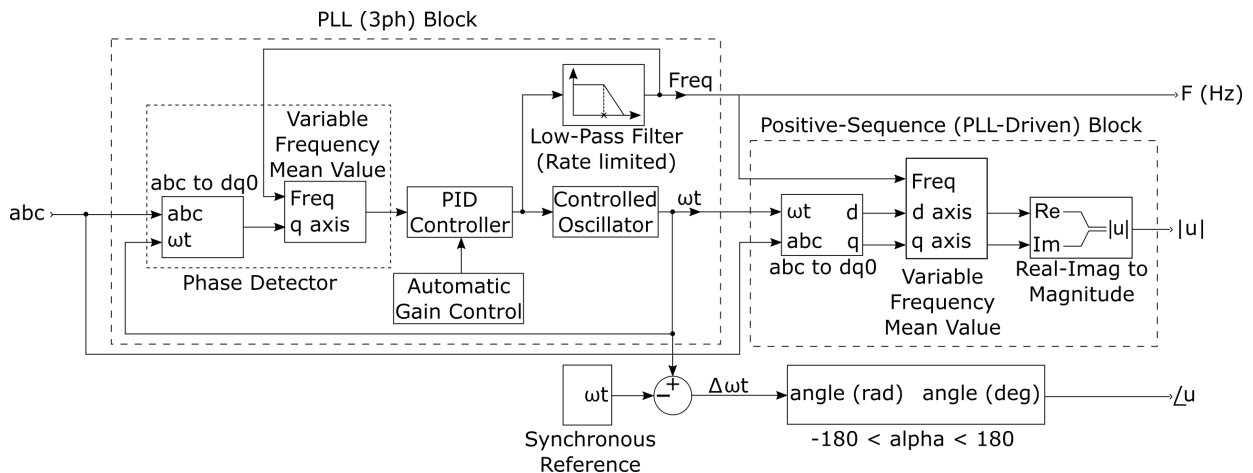 PLL (3ph) Block
Freq
F (Hz)
Low-Pass Filter
(Rate limited)
Variable
Frequency
Mean Value
abc to dq0
abc
abc
ωt
Freq
q axis
Phase Detector
PID
Controller
Automatic
Gain Control
Controlled
Oscillator
ωt
Positive-Sequence (PLL-Driven) Block
ωt
abc
d
q
abc to dq0
Freq
d axis
q axis
Variable
Frequency
Mean Value
Re
Im
|u|
Real-Imag to
Magnitude
|u|
ωt
Synchronous
Reference
+
−
Δωt
angle (rad) angle (deg)
-180 < alpha < 180
∠u